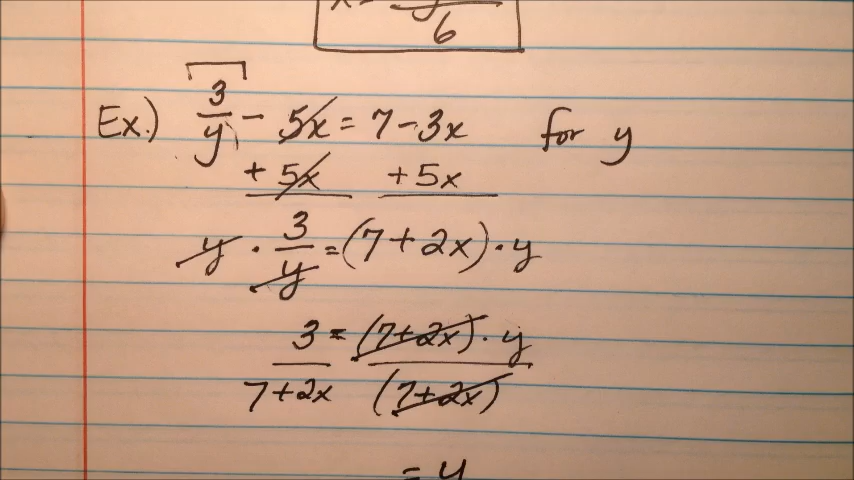 6
Ex.) 3/y - 5x = 7 - 3x for y
+ 5x + 5x
y · 3/y = (7 + 2x) · y
3 = (7+2x) · y
7+2x (7+2x)
= y